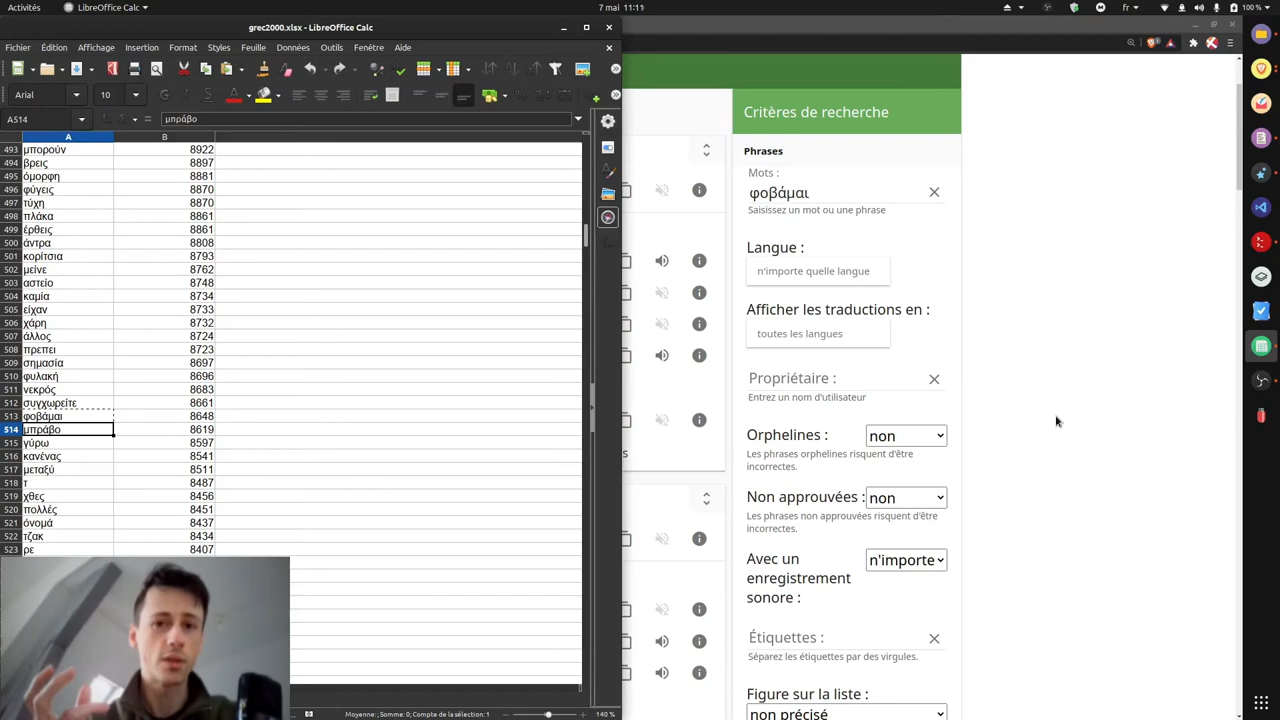 Activités
LibreOffice Calc
7 mai 11:11
fr
100 %
grec2000.xlsx - LibreOffice Calc
Fichier Édition Affichage Insertion Format Styles Feuille Données Outils Fenêtre Aide
Arial 10
A514 μπράβο
A B
493 μπορούν 8922
494 βρεις 8897
495 όμορφη 8881
496 φύγεις 8870
497 τύχη 8870
498 πλάκα 8861
499 έρθεις 8861
500 άντρα 8808
501 κορίτσια 8793
502 μείνε 8762
503 αστείο 8748
504 καμία 8734
505 είχαν 8733
506 χάρη 8732
507 άλλος 8724
508 πρεπει 8723
509 σημασία 8697
510 φυλακή 8696
511 νεκρός 8683
512 συγχωρείτε 8661
513 φοβάμαι 8648
514 μπράβο 8619
515 γύρω 8597
516 κανένας 8541
517 μεταξύ 8511
518 τ 8487
519 χθες 8456
520 πολλές 8451
521 όνομά 8437
522 τζακ 8434
523 ρε 8407
Moyenne: ; Somme: 0; Compte de la sélection: 1
140 %
s
Critères de recherche
Phrases
Mots :
φοβάμαι
Saisissez un mot ou une phrase
Langue :
n'importe quelle langue
Afficher les traductions en :
toutes les langues
Propriétaire :
Entrez un nom d'utilisateur
Orphelines : non
Les phrases orphelines risquent d'être
incorrectes.
Non approuvées : non
Les phrases non approuvées risquent d'être
incorrectes.
Avec un n'importe
enregistrement
sonore :
Étiquettes :
Séparez les étiquettes par des virgules.
Figure sur la liste :
non précisé